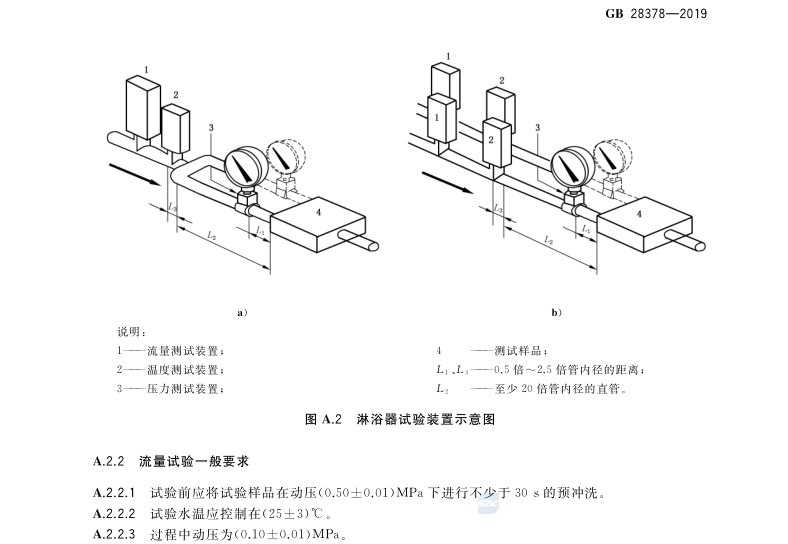 GB 28378—2019
1
2
3
4
L₃
L₂
L₁
1
2
1
2
3
4
L₃
L₂
L₁
a) b)
说明：
1——流量测试装置； 4 ——测试样品；
2——温度测试装置； L₁、L₃——0.5 倍～2.5 倍管内径的距离；
3——压力测试装置； L₂ ——至少 20 倍管内径的直管。
图 A.2 淋浴器试验装置示意图
A.2.2 流量试验一般要求
A.2.2.1 试验前应将试验样品在动压(0.50±0.01)MPa 下进行不少于 30 s 的预冲洗。
A.2.2.2 试验水温应控制在(25±3)℃。
A.2.2.3 过程中动压为(0.10±0.01)MPa。